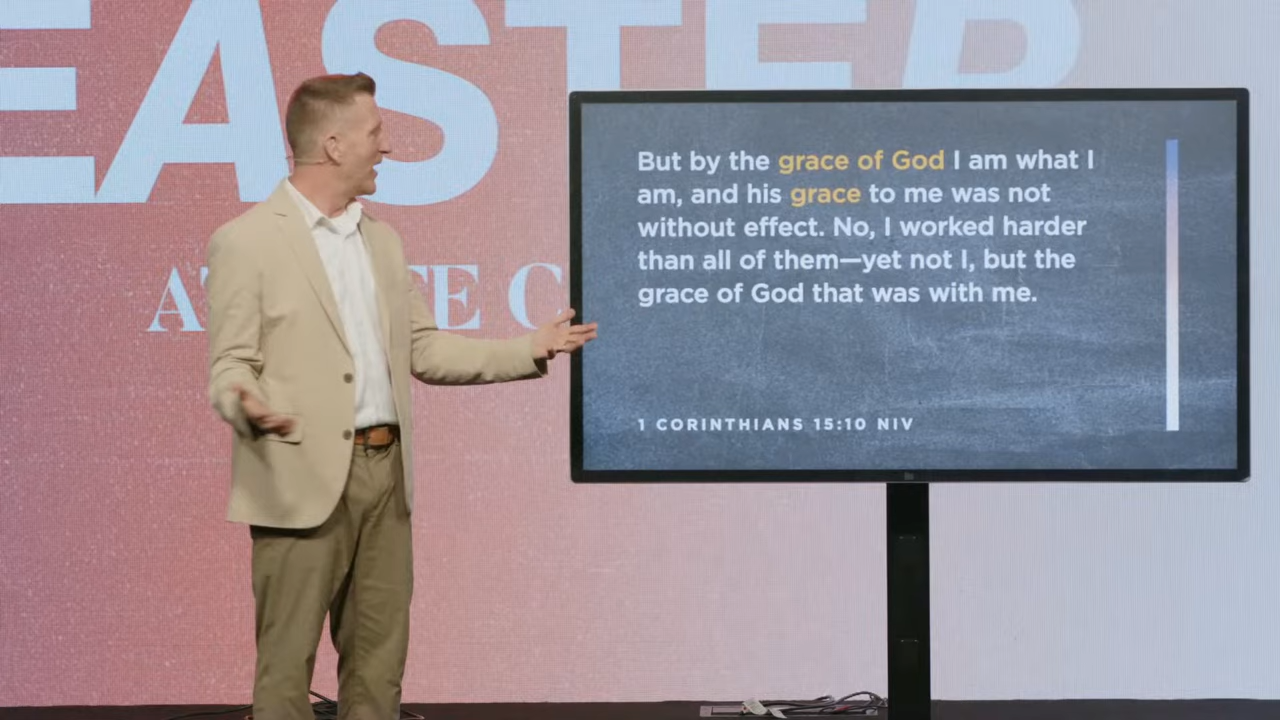 EASTER
But by the grace of God I am what I
am, and his grace to me was not
without effect. No, I worked harder
than all of them—yet not I, but the
grace of God that was with me.
1 CORINTHIANS 15:10 NIV